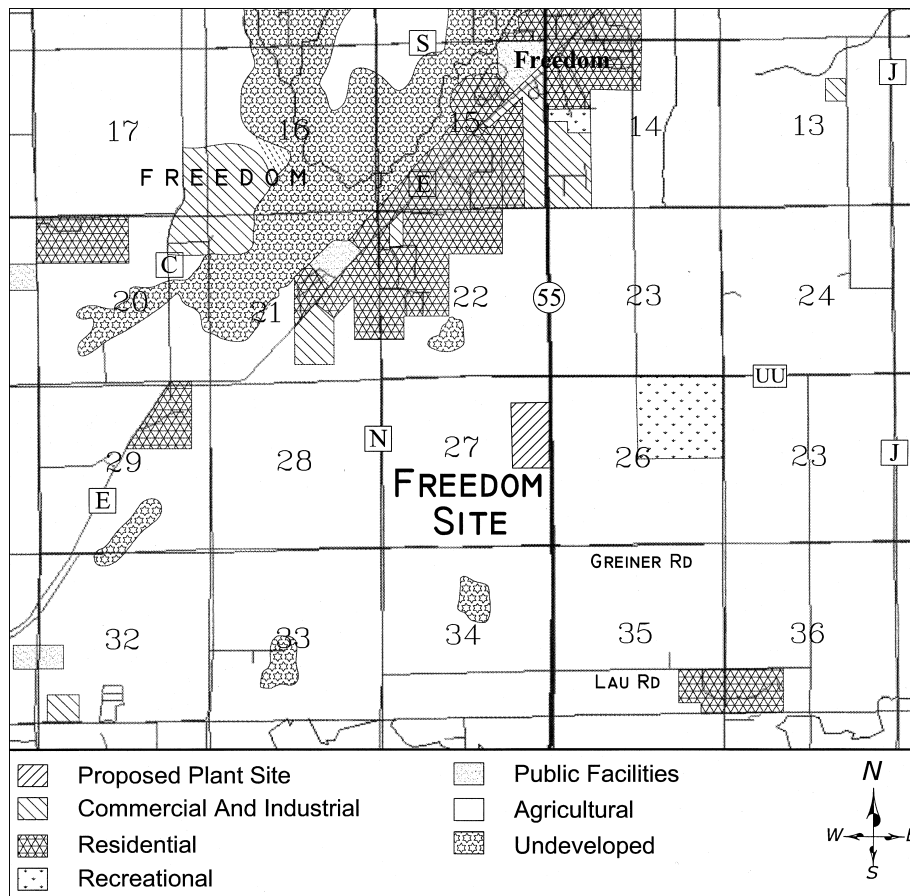 S
Freedom
J
17
16
15
14
13
FREEDOM
E
C
20
21
22
55
23
24
UU
N
29
28
27
26
23
J
E
FREEDOM
SITE
GREINER RD
32
33
34
35
36
LAU RD
Proposed Plant Site
Commercial And Industrial
Residential
Recreational
Public Facilities
Agricultural
Undeveloped
N
W E
S